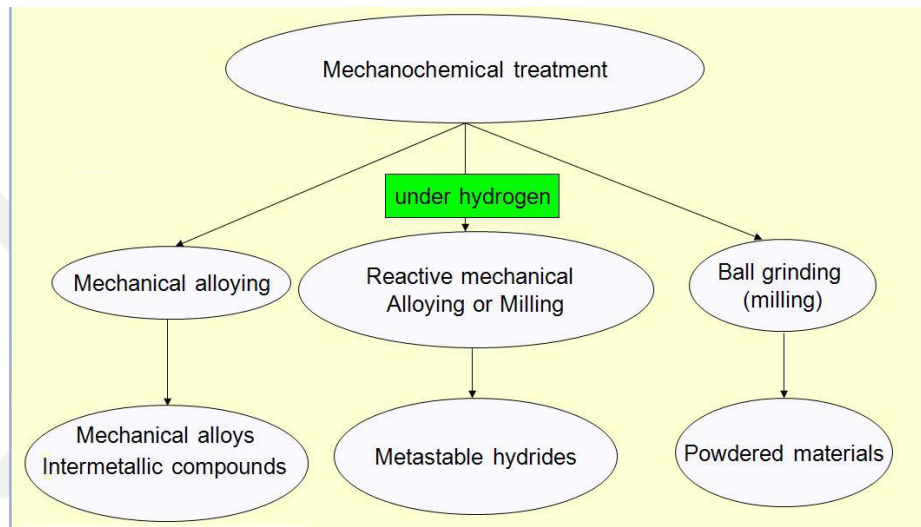 Mechanochemical treatment
under hydrogen
Mechanical alloying
Reactive mechanical
Alloying or Milling
Ball grinding
(milling)
Mechanical alloys
Intermetallic compounds
Metastable hydrides
Powdered materials